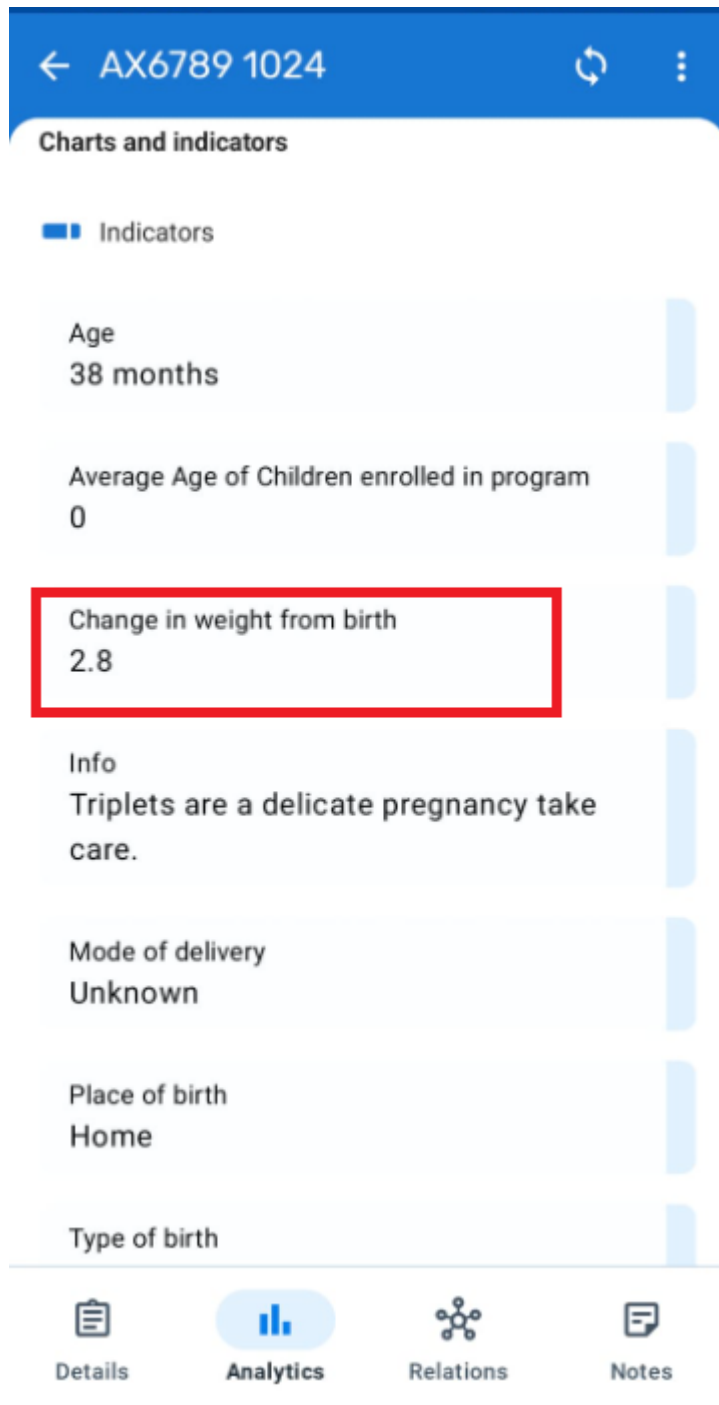 AX6789 1024
Charts and indicators
Indicators
Age
38 months
Average Age of Children enrolled in program
0
Change in weight from birth
2.8
Info
Triplets are a delicate pregnancy take
care.
Mode of delivery
Unknown
Place of birth
Home
Type of birth
Details Analytics Relations Notes